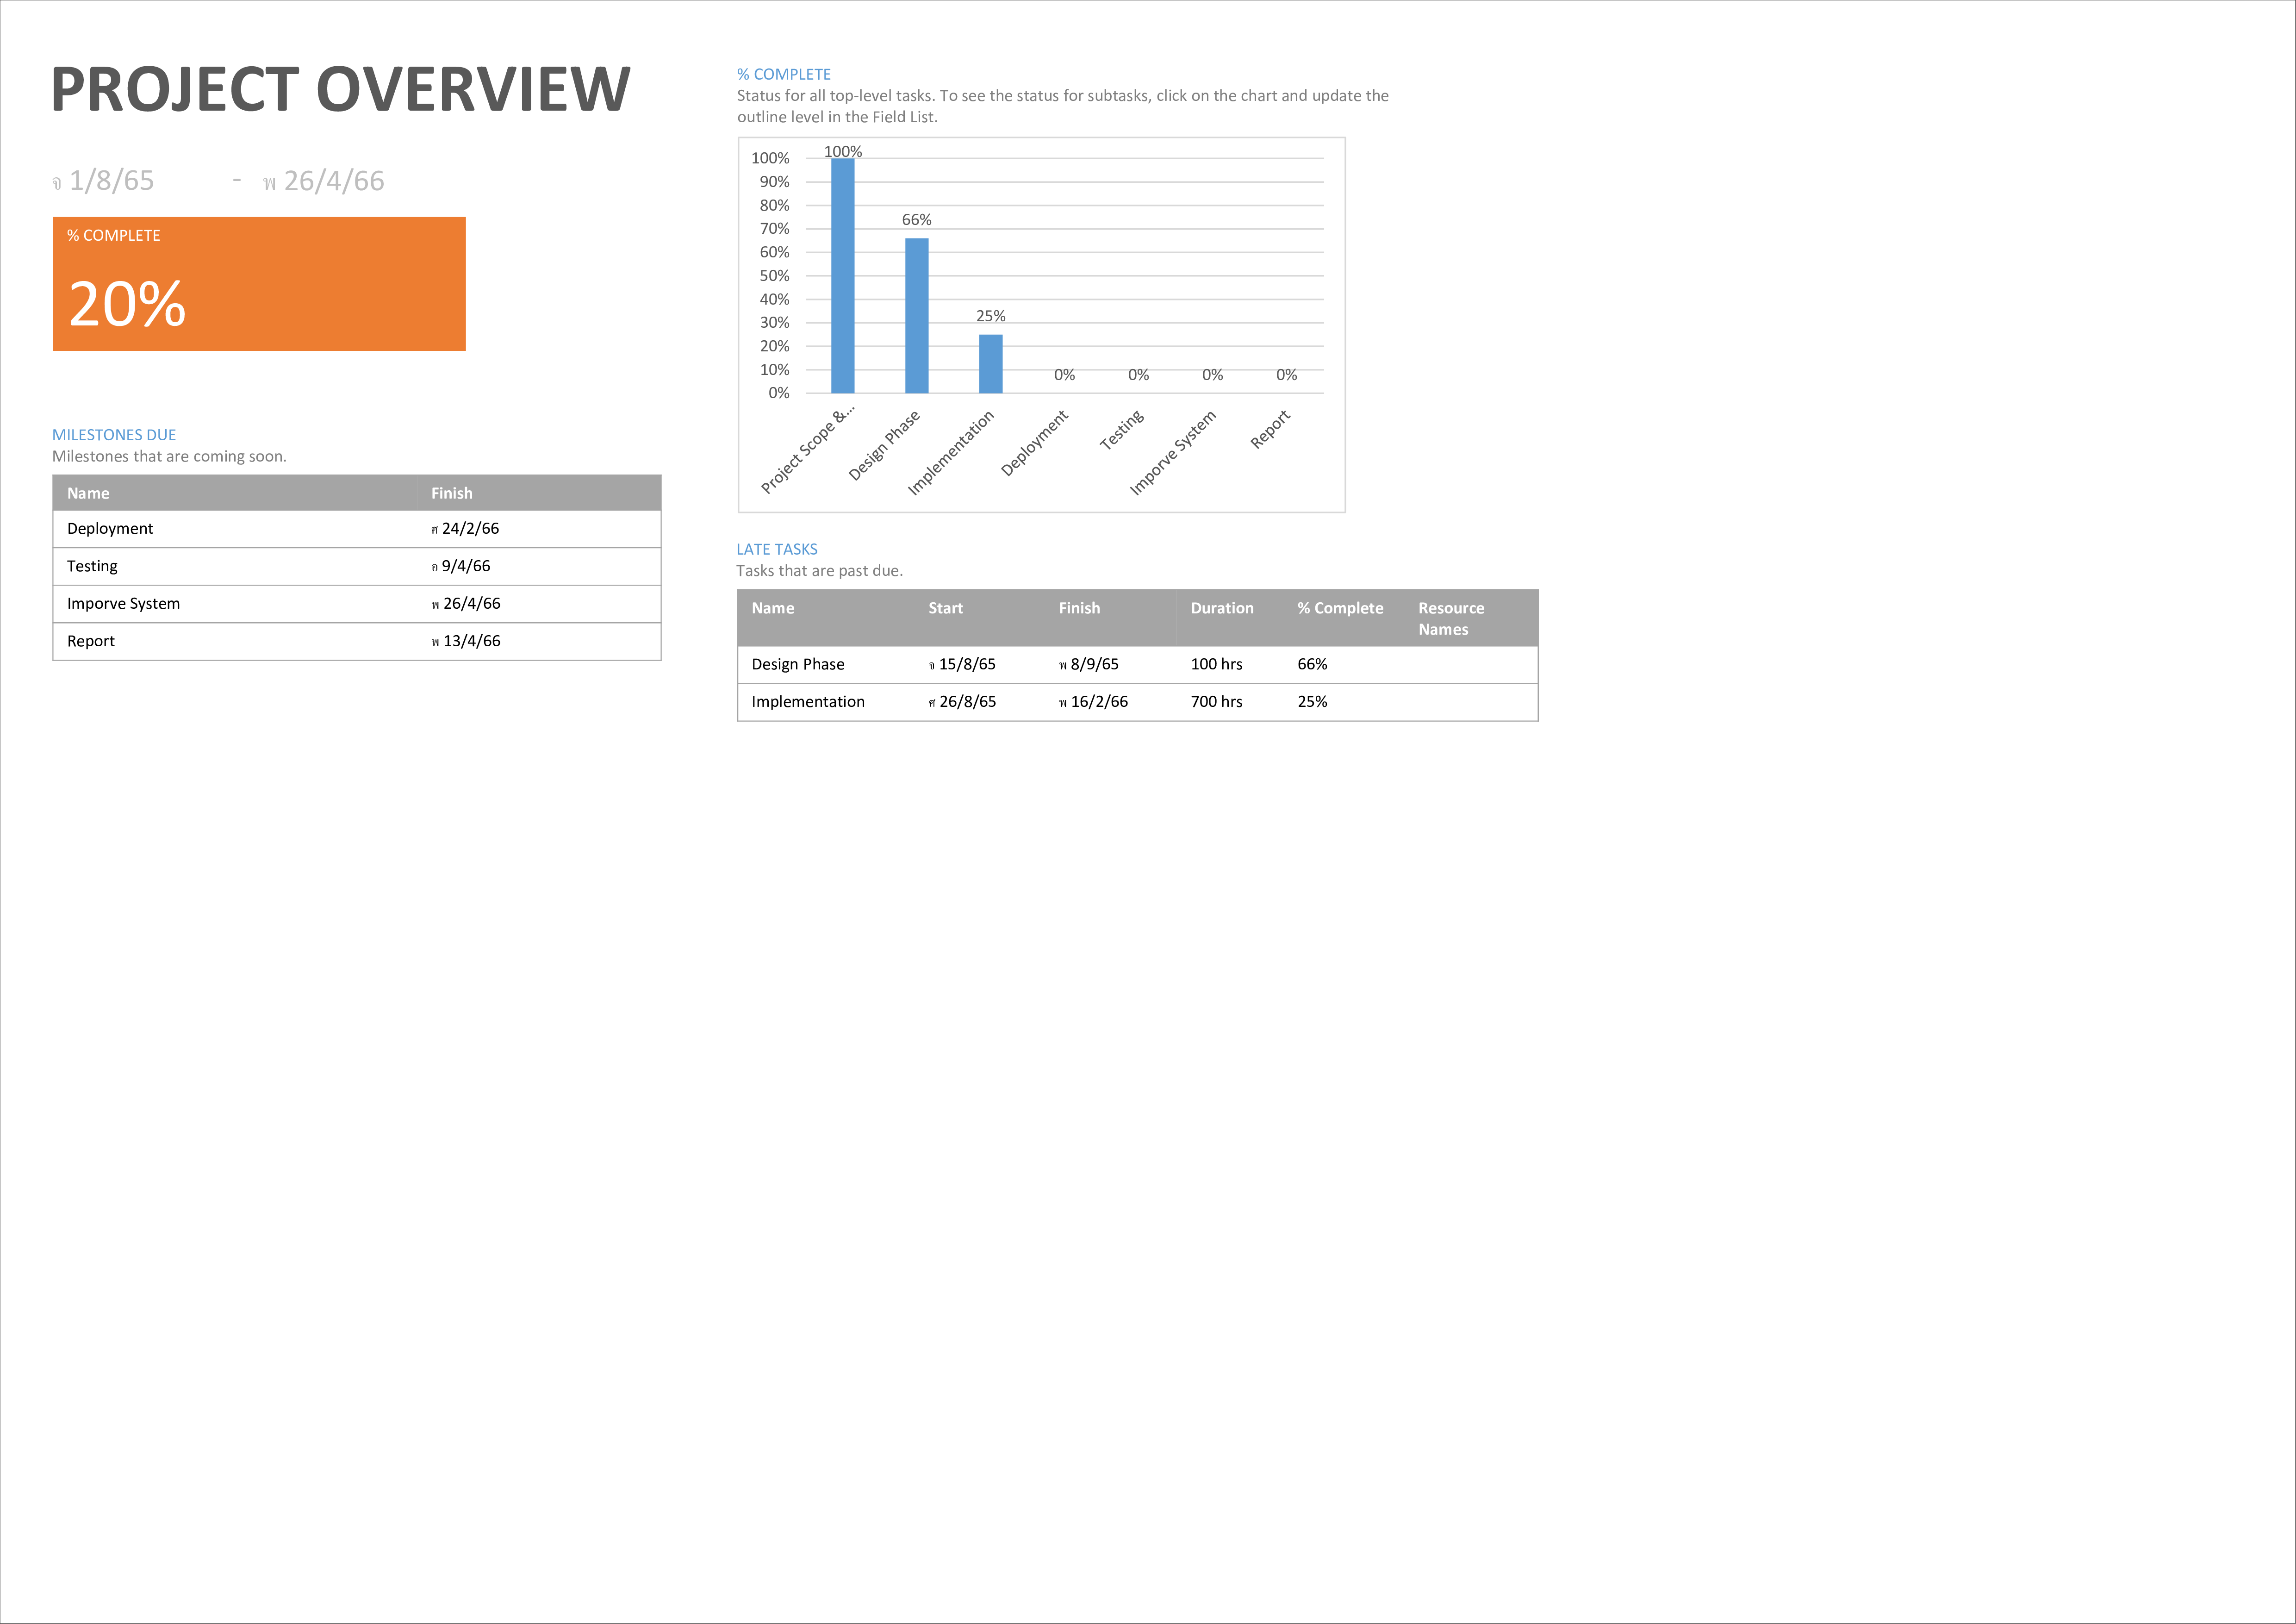 PROJECT OVERVIEW
จ 1/8/65 - พ 26/4/66
% COMPLETE
20%
MILESTONES DUE
Milestones that are coming soon.
Name Finish
Deployment ศ 24/2/66
Testing อ 9/4/66
Imporve System พ 26/4/66
Report พ 13/4/66
% COMPLETE
Status for all top-level tasks. To see the status for subtasks, click on the chart and update the
outline level in the Field List.
100%
90%
80%
70%
60%
50%
40%
30%
20%
10%
0%
100%
66%
25%
0%
0%
0%
0%
Project Scope &...
Design Phase
Implementation
Deployment
Testing
Imporve System
Report
LATE TASKS
Tasks that are past due.
Name Start Finish Duration % Complete Resource
Names
Design Phase จ 15/8/65 พ 8/9/65 100 hrs 66%
Implementation ศ 26/8/65 พ 16/2/66 700 hrs 25%